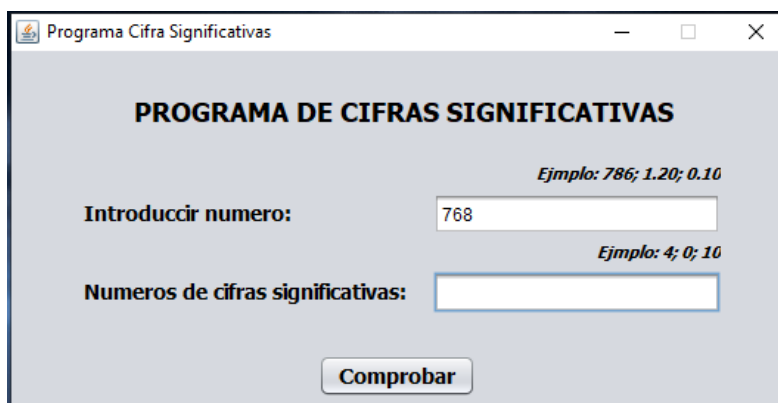 Programa Cifra Significativas
PROGRAMA DE CIFRAS SIGNIFICATIVAS
Ejmplo: 786; 1.20; 0.10
Introduccir numero: 768
Ejmplo: 4; 0; 10
Numeros de cifras significativas:
Comprobar